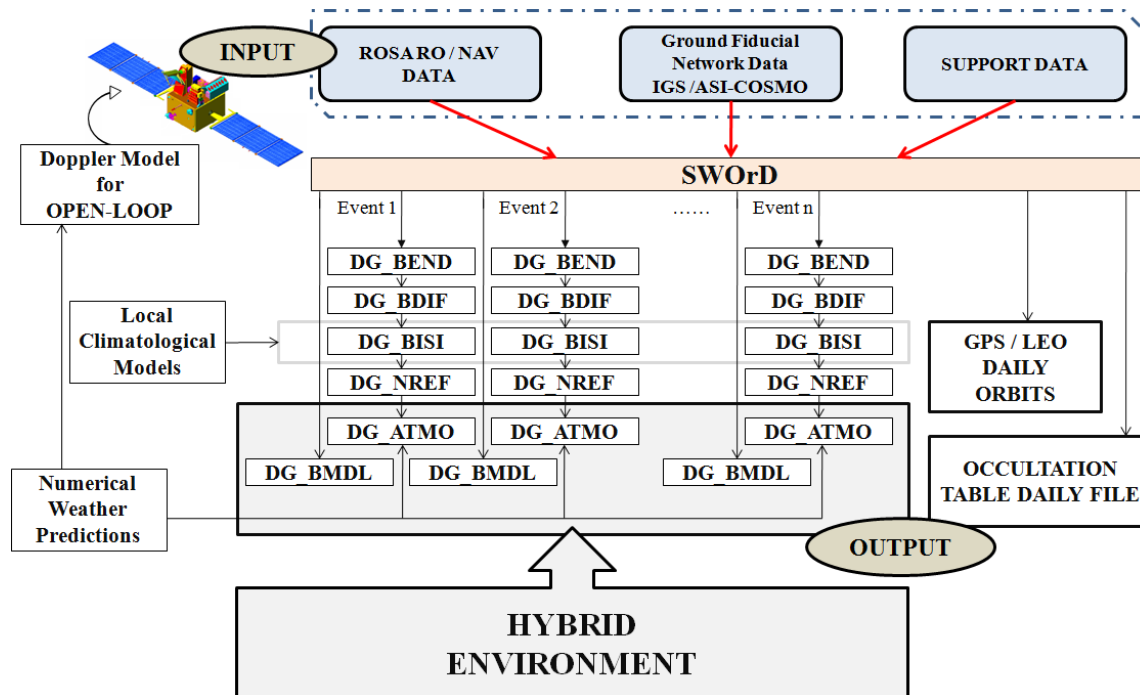 INPUT
ROSA RO / NAV
DATA
Ground Fiducial
Network Data
IGS /ASI-COSMO
SUPPORT DATA
Doppler Model
for
OPEN-LOOP
SWOrD
Event 1
Event 2
......
Event n
DG_BEND
DG_BEND
DG_BEND
DG_BDIF
DG_BDIF
DG_BDIF
Local
Climatological
Models
DG_BISI
DG_BISI
DG_BISI
GPS / LEO
DAILY
ORBITS
DG_NREF
DG_NREF
DG_NREF
DG_ATMO
DG_ATMO
DG_ATMO
DG_BMDL
DG_BMDL
DG_BMDL
Numerical
Weather
Predictions
OCCULTATION
TABLE DAILY FILE
OUTPUT
HYBRID
ENVIRONMENT